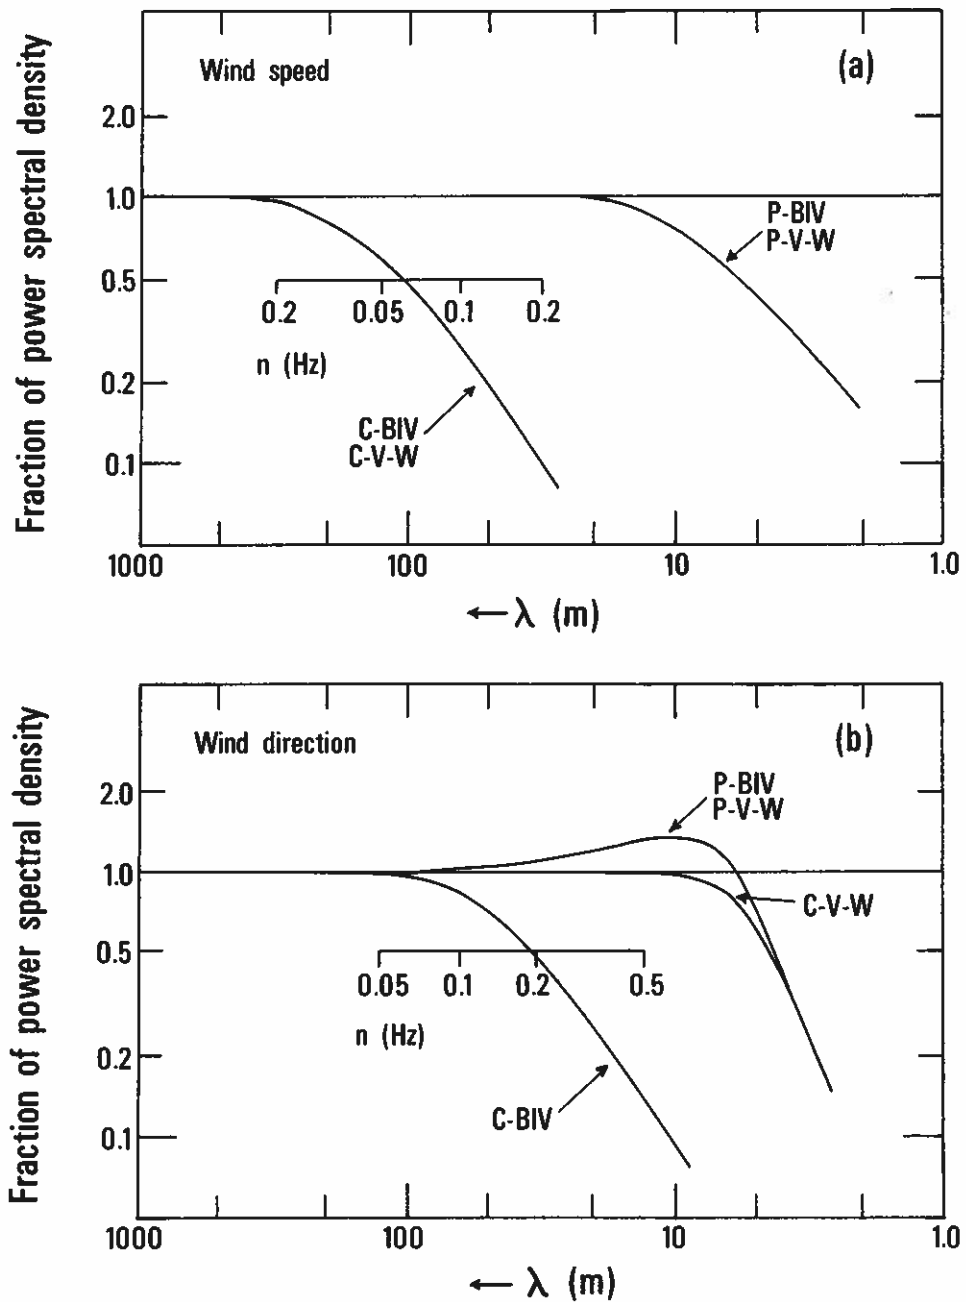 Wind speed
(a)
Fraction of power spectral density
2.0
1.0
0.5
0.2
0.1
P-BIV
P-V-W
0.2 0.05 0.1 0.2
n (Hz)
C-BIV
C-V-W
1000 100 10 1.0
← λ (m)
Wind direction
(b)
Fraction of power spectral density
2.0
1.0
0.5
0.2
0.1
P-BIV
P-V-W
C-V-W
0.05 0.1 0.2 0.5
n (Hz)
C-BIV
1000 100 10 1.0
← λ (m)